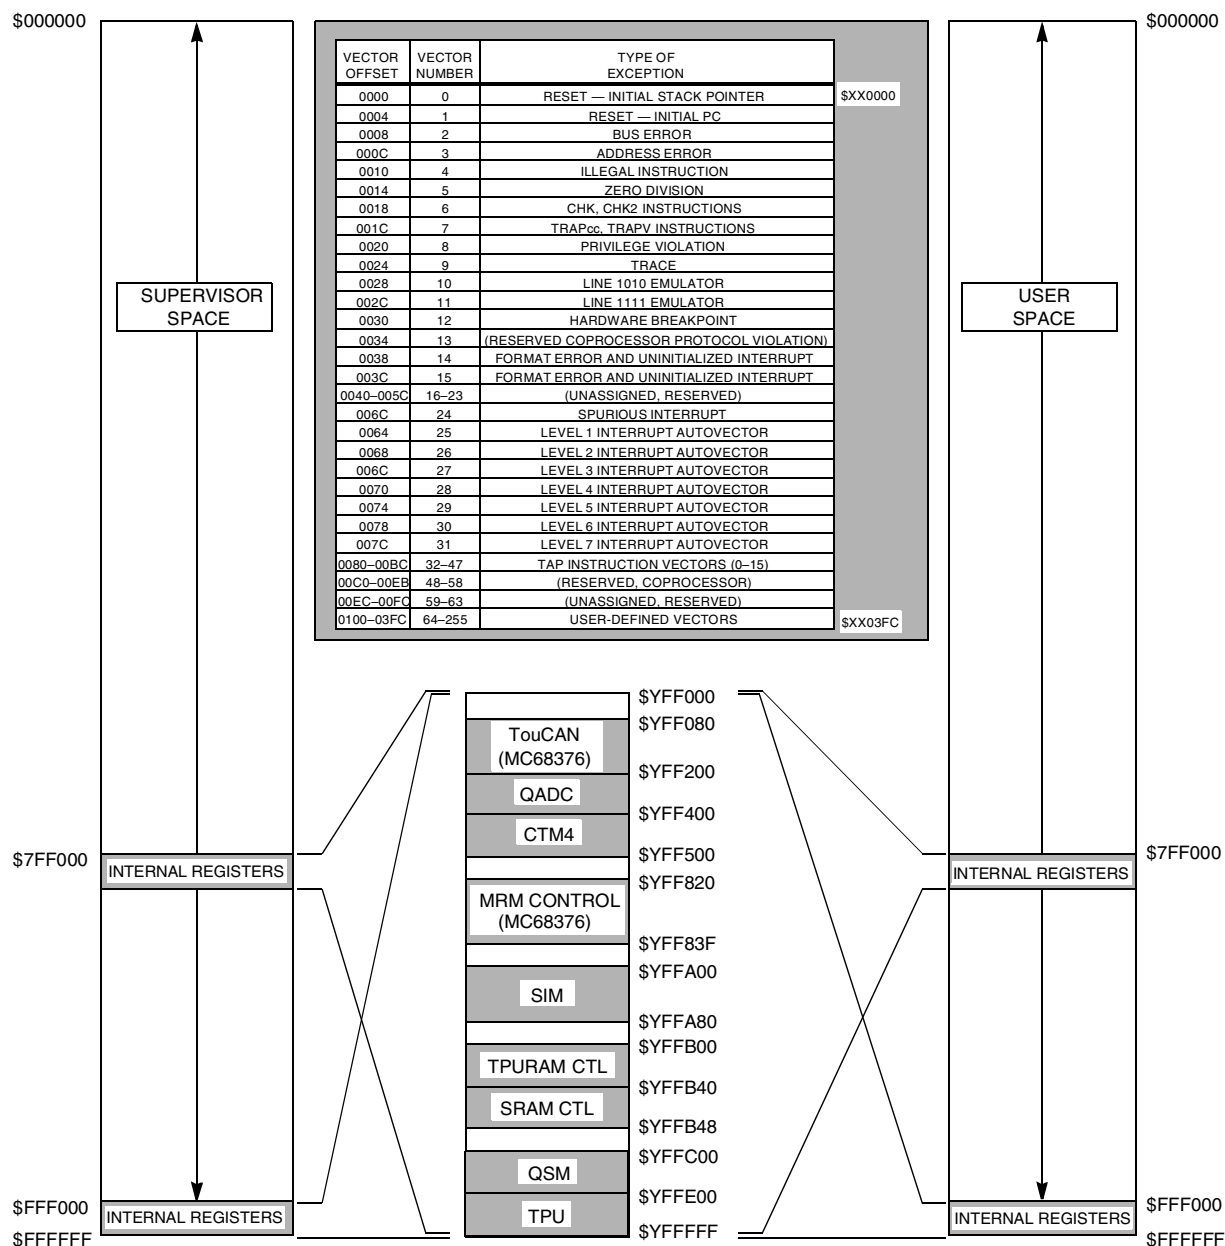 $000000
$000000
VECTOR OFFSET VECTOR NUMBER TYPE OF EXCEPTION
0000 0 RESET — INITIAL STACK POINTER $XX0000
0004 1 RESET — INITIAL PC
0008 2 BUS ERROR
000C 3 ADDRESS ERROR
0010 4 ILLEGAL INSTRUCTION
0014 5 ZERO DIVISION
0018 6 CHK, CHK2 INSTRUCTIONS
001C 7 TRAPcc, TRAPV INSTRUCTIONS
0020 8 PRIVILEGE VIOLATION
0024 9 TRACE
0028 10 LINE 1010 EMULATOR
002C 11 LINE 1111 EMULATOR
0030 12 HARDWARE BREAKPOINT
0034 13 (RESERVED COPROCESSOR PROTOCOL VIOLATION)
0038 14 FORMAT ERROR AND UNINITIALIZED INTERRUPT
003C 15 FORMAT ERROR AND UNINITIALIZED INTERRUPT
0040–005C 16–23 (UNASSIGNED, RESERVED)
006C 24 SPURIOUS INTERRUPT
0064 25 LEVEL 1 INTERRUPT AUTOVECTOR
0068 26 LEVEL 2 INTERRUPT AUTOVECTOR
006C 27 LEVEL 3 INTERRUPT AUTOVECTOR
0070 28 LEVEL 4 INTERRUPT AUTOVECTOR
0074 29 LEVEL 5 INTERRUPT AUTOVECTOR
0078 30 LEVEL 6 INTERRUPT AUTOVECTOR
007C 31 LEVEL 7 INTERRUPT AUTOVECTOR
0080–00BC 32–47 TAP INSTRUCTION VECTORS (0–15)
00C0–00EB 48–58 (RESERVED, COPROCESSOR)
00EC–00FC 59–63 (UNASSIGNED, RESERVED)
0100–03FC 64–255 USER-DEFINED VECTORS $XX03FC
SUPERVISOR
SPACE
USER
SPACE
$YFF000
$YFF080
TouCAN
(MC68376)
$YFF200
QADC
$YFF400
CTM4
$YFF500
$7FF000
$7FF000
INTERNAL REGISTERS
INTERNAL REGISTERS
$YFF820
MRM CONTROL
(MC68376)
$YFF83F
$YFFA00
SIM
$YFFA80
$YFFB00
TPURAM CTL
$YFFB40
SRAM CTL
$YFFB48
$YFFC00
QSM
$YFFE00
TPU
$YFFFFF
$FFF000
$FFF000
INTERNAL REGISTERS
INTERNAL REGISTERS
$FFFFFF
$FFFFFF